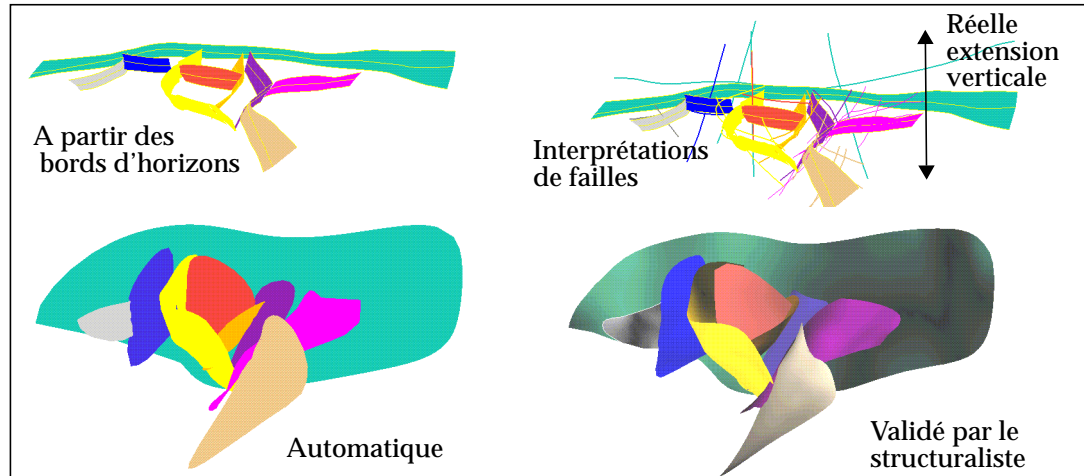 A partir des
bords d'horizons
Interprétations
de failles
Réelle
extension
verticale
Automatique
Validé par le
structuraliste